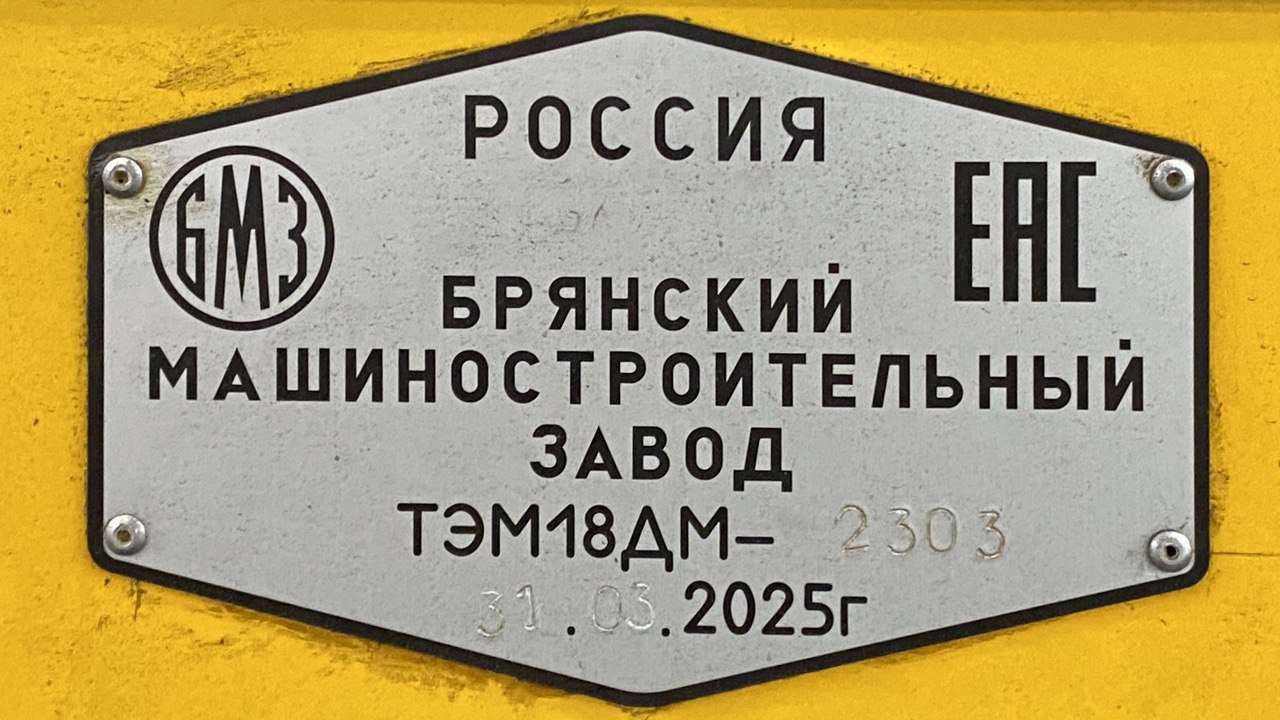 РОССИЯ
БМЗ
ЕАС
БРЯНСКИЙ
МАШИНОСТРОИТЕЛЬНЫЙ
ЗАВОД
ТЭМ18ДМ– 2303
31.03.2025г